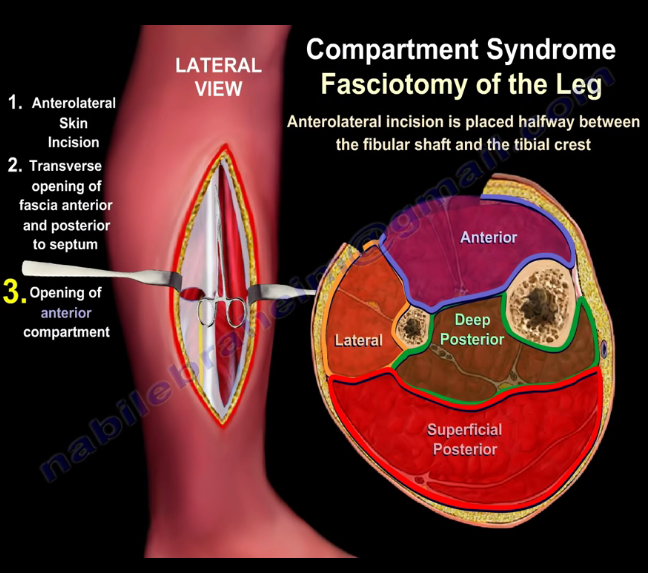 Compartment Syndrome
Fasciotomy of the Leg
Anterolateral incision is placed halfway between
the fibular shaft and the tibial crest
LATERAL
VIEW
1. Anterolateral
Skin
Incision
2. Transverse
opening of
fascia anterior
and posterior
to septum
3. Opening of
anterior
compartment
Anterior
Lateral
Deep
Posterior
Superficial
Posterior
nabilebraheim@gmail.com